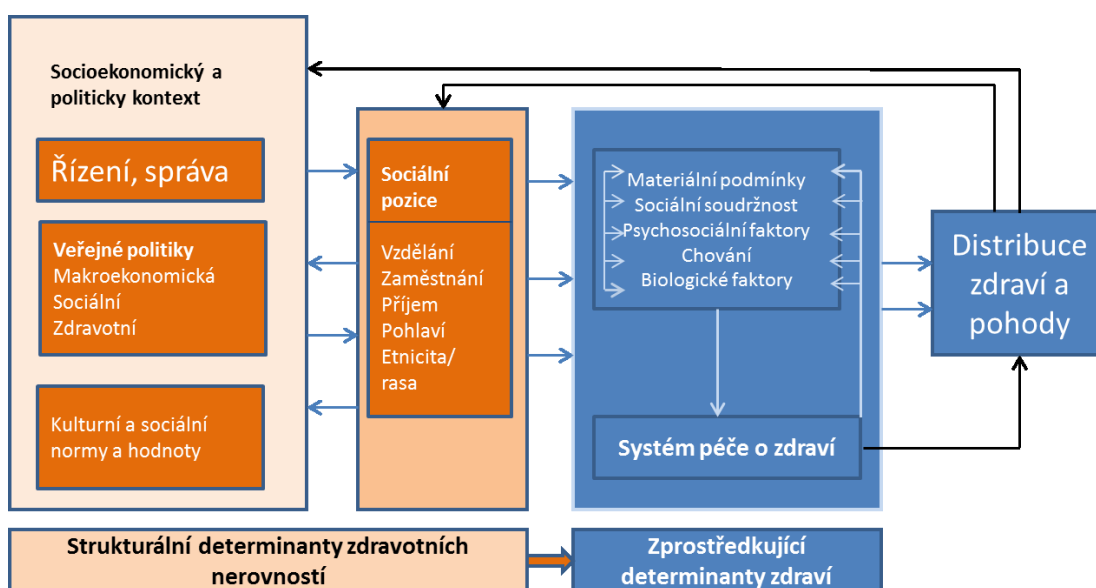 Socioekonomický a
politicky kontext
Řízení, správa
Veřejné politiky
Makroekonomická
Sociální
Zdravotní
Kulturní a sociální
normy a hodnoty
Sociální
pozice
Vzdělání
Zaměstnání
Příjem
Pohlaví
Etnicita/
rasa
Materiální podmínky
Sociální soudržnost
Psychosociální faktory
Chování
Biologické faktory
Systém péče o zdraví
Distribuce
zdraví a
pohody
Strukturální determinanty zdravotních
nerovností
Zprostředkující
determinanty zdraví